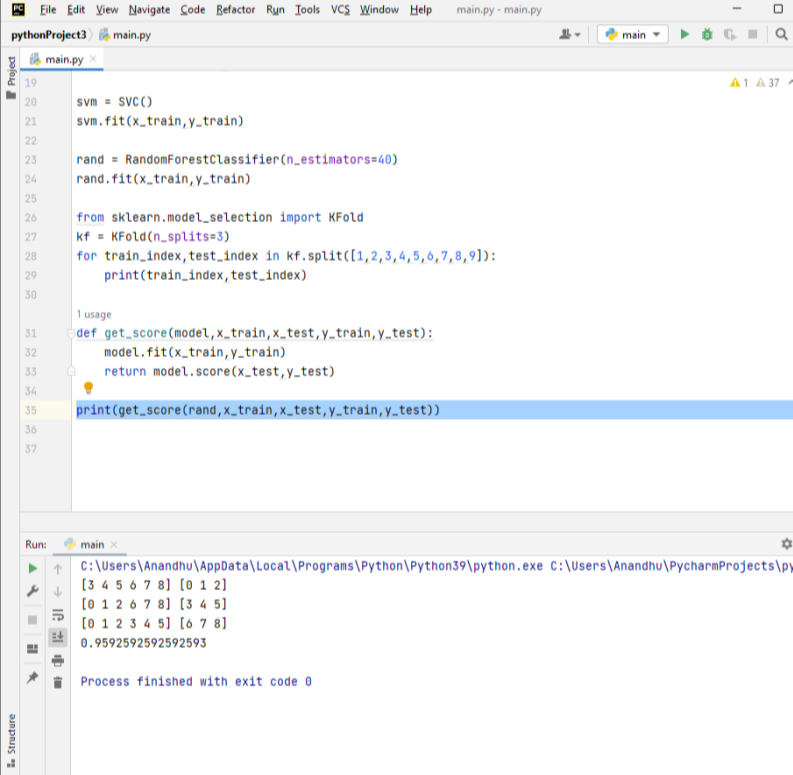 PC File Edit View Navigate Code Refactor Run Tools VCS Window Help main.py - main.py
pythonProject3 main.py main
Project
main.py
1 37
19
20 svm = SVC()
21 svm.fit(x_train,y_train)
22
23 rand = RandomForestClassifier(n_estimators=40)
24 rand.fit(x_train,y_train)
25
26 from sklearn.model_selection import KFold
27 kf = KFold(n_splits=3)
28 for train_index,test_index in kf.split([1,2,3,4,5,6,7,8,9]):
29 print(train_index,test_index)
30
1 usage
31 def get_score(model,x_train,x_test,y_train,y_test):
32 model.fit(x_train,y_train)
33 return model.score(x_test,y_test)
34
35 print(get_score(rand,x_train,x_test,y_train,y_test))
36
37
Run: main
C:\Users\Anandhu\AppData\Local\Programs\Python\Python39\python.exe C:\Users\Anandhu\PycharmProjects\py
[3 4 5 6 7 8] [0 1 2]
[0 1 2 6 7 8] [3 4 5]
[0 1 2 3 4 5] [6 7 8]
0.9592592592592593
Process finished with exit code 0
Structure